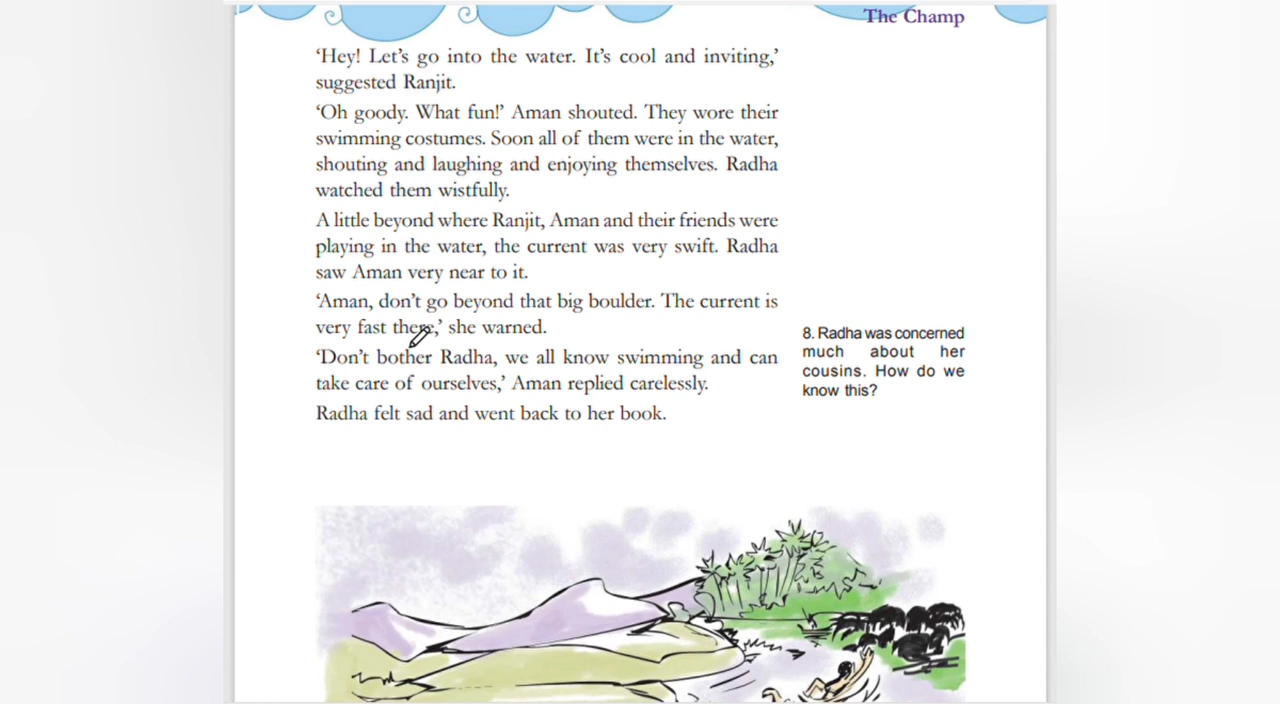 The Champ
‘Hey! Let’s go into the water. It’s cool and inviting,’
suggested Ranjit.
‘Oh goody. What fun!’ Aman shouted. They wore their
swimming costumes. Soon all of them were in the water,
shouting and laughing and enjoying themselves. Radha
watched them wistfully.
A little beyond where Ranjit, Aman and their friends were
playing in the water, the current was very swift. Radha
saw Aman very near to it.
‘Aman, don’t go beyond that big boulder. The current is
very fast there,’ she warned.
‘Don’t bother Radha, we all know swimming and can
take care of ourselves,’ Aman replied carelessly.
Radha felt sad and went back to her book.
8. Radha was concerned
much about her
cousins. How do we
know this?